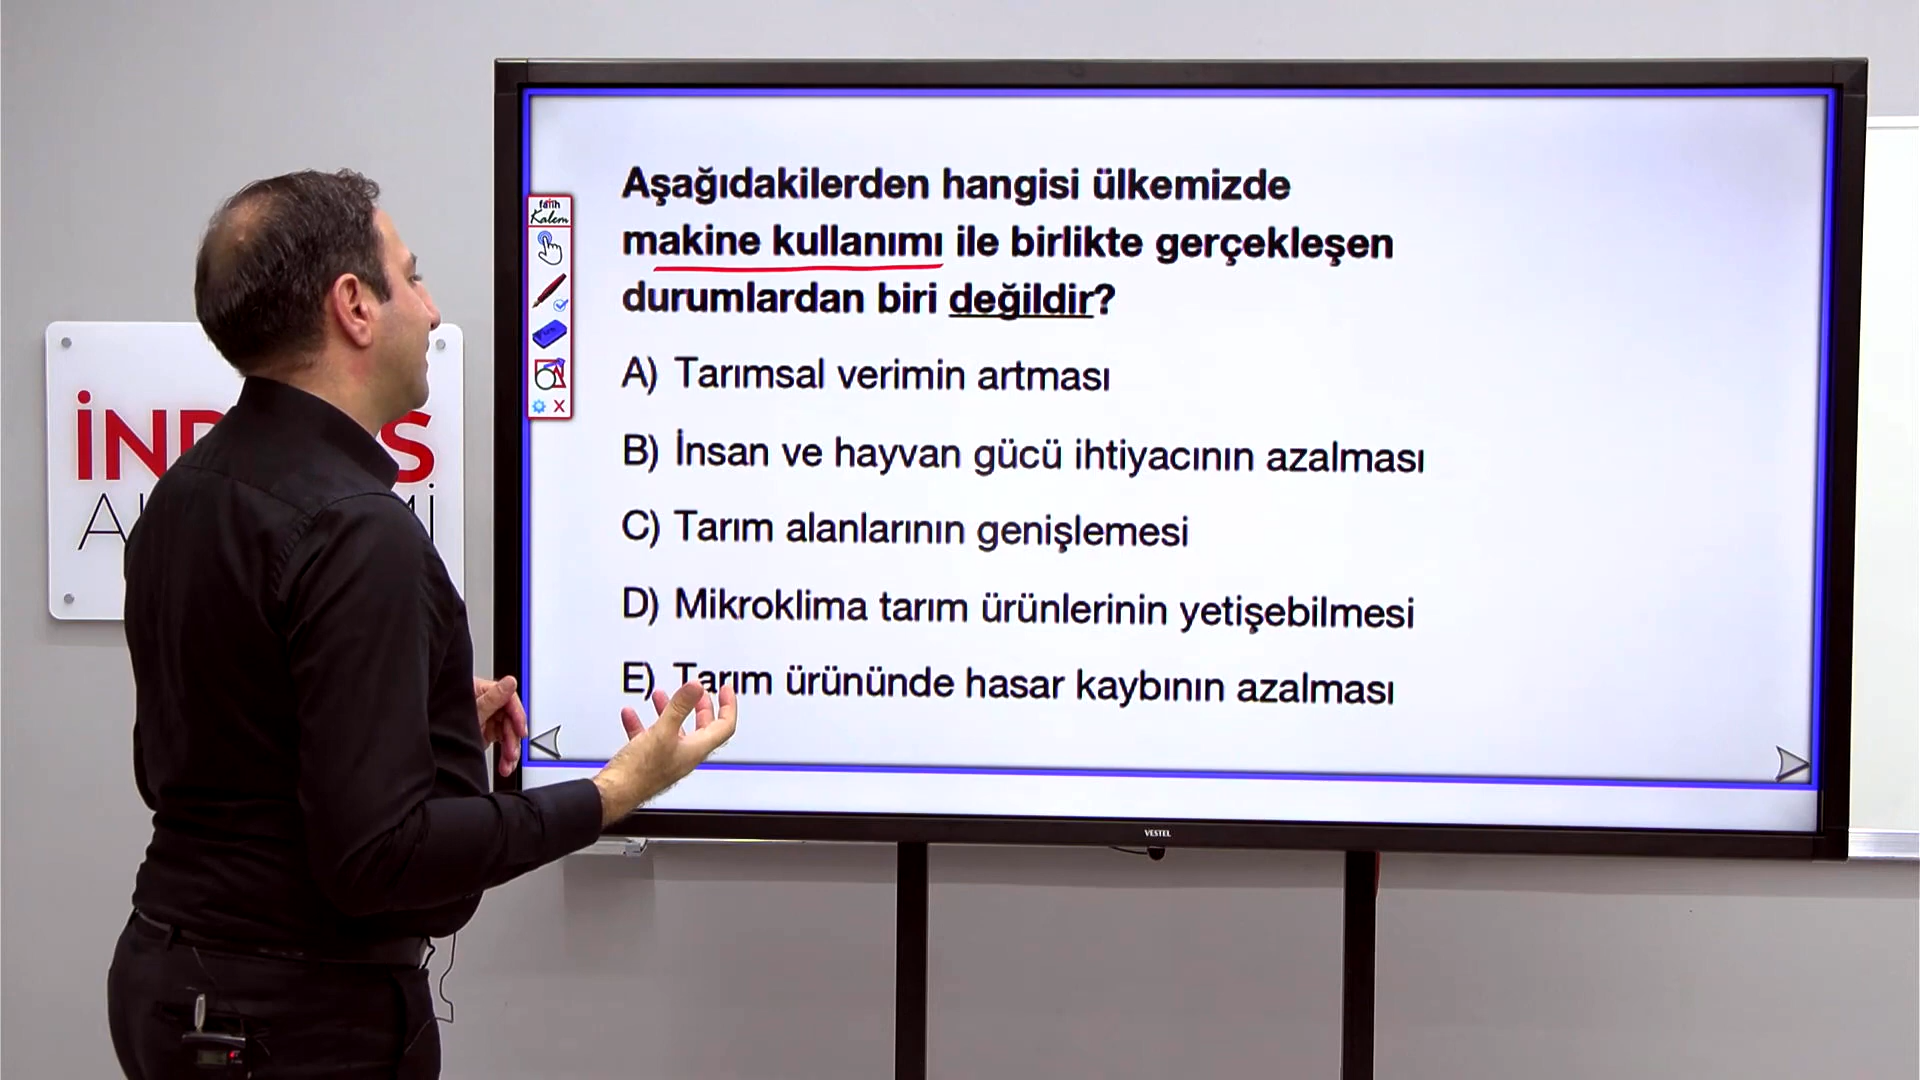 Aşağıdakilerden hangisi ülkemizde
makine kullanımı ile birlikte gerçekleşen
durumlardan biri değildir?
A) Tarımsal verimin artması
B) İnsan ve hayvan gücü ihtiyacının azalması
C) Tarım alanlarının genişlemesi
D) Mikroklima tarım ürünlerinin yetişebilmesi
E) Tarım ürününde hasar kaybının azalması
fatih
Kalem
VESTEL